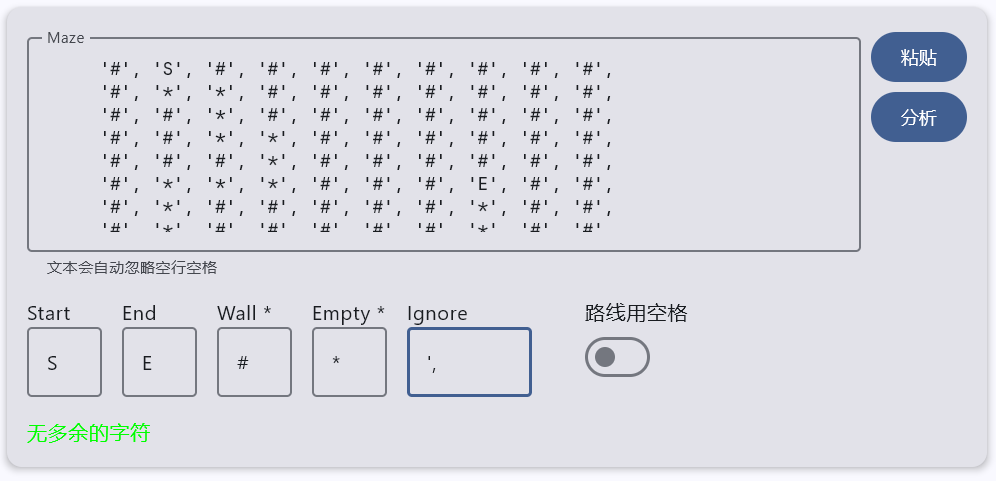 Maze
'#', 'S', '#', '#', '#', '#', '#', '#', '#', '#',
'#', '*', '*', '#', '#', '#', '#', '#', '#', '#',
'#', '#', '*', '#', '#', '#', '#', '#', '#', '#',
'#', '#', '*', '*', '#', '#', '#', '#', '#', '#',
'#', '#', '#', '*', '#', '#', '#', '#', '#', '#',
'#', '*', '*', '*', '#', '#', '#', 'E', '#', '#',
'#', '*', '#', '#', '#', '#', '#', '*', '#', '#',
'#' '*' '#' '#' '#' '#' '#' '*' '#' '#'
粘贴
分析
文本会自动忽略空行空格
Start End Wall * Empty * Ignore 路线用空格
S E # * ',
无多余的字符